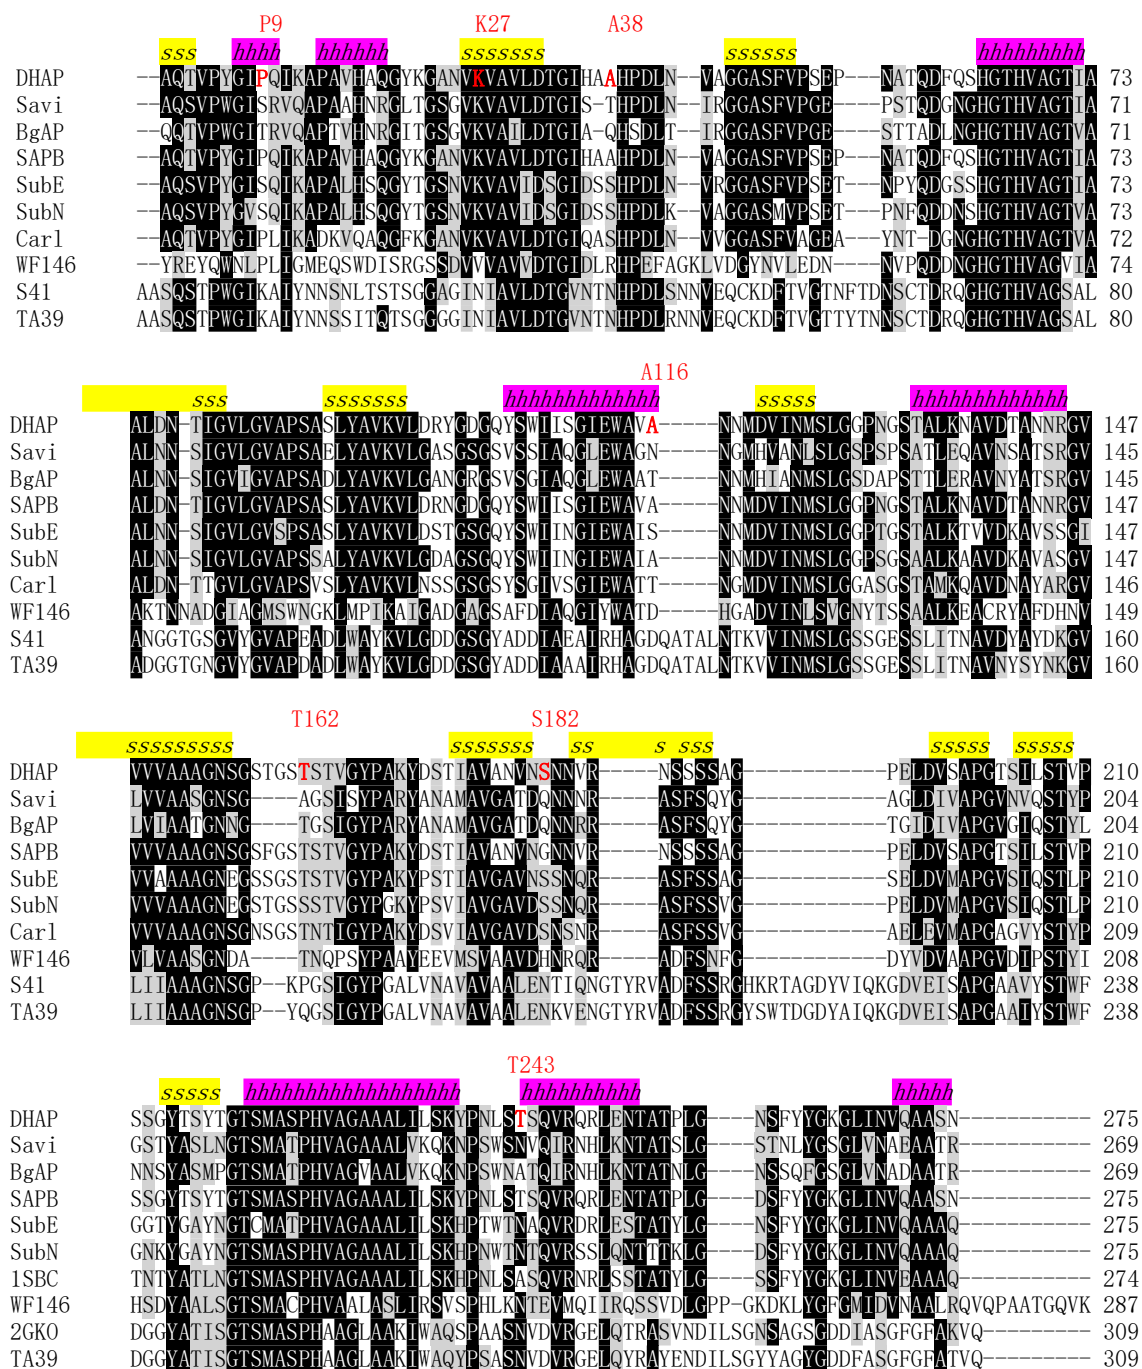 P9 K27 A38
sss hhhh hhhhhh sssssss ssssss hhhhhhhhh
DHAP --AQTVPYGIPQIKAPAVHAQGYKGANVKVAVLDTGIHAAHPDLN--VAGGASFVPSEP---NATQDFQSHGTHVAGTIA 73
Savi --AQSVPWGISRVQAPAAHNRGLTGSGVKVAVLDTGIS-THPDLN--IRGGASFVPGE----PSTQDGNGHGTHVAGTIA 71
BgAP --QQTVPWGITRVQAPTVHNRGITGSGVKVAILDTGIA-QHSDLT--IRGGASFVPGE----STTADLNGHGTHVAGTVA 71
SAPB --AQTVPYGIPQIKAPAVHAQGYKGANVKVAVLDTGIHAAHPDLN--VAGGASFVPSEP---NATQDFQSHGTHVAGTIA 73
SubE --AQSVPYGISQIKAPALHSQGYTGSNVKVAVIDSGIDSSHPDLN--VRGGASFVPSET---NPYQDGSSHGTHVAGTIA 73
SubN --AQSVPYGVSQIKAPALHSQGYTGSNVKVAVIDSGIDSSHPDLK--VAGGASMVPSET---PNFQDDNSHGTHVAGTVA 73
Carl --AQTVPYGIPLIKADKVQAQGFKGANVKVAVLDTGIQASHPDLN--VVGGASFVAGEA---YNT-DGNGHGTHVAGTVA 72
WF146 --YREYQWNLPLIGMEQSWDISRGSSDVVVAVVDTGIDLRHPEFAGKLVDGYNVLEDN----NVPQDDNGHGTHVAGVIA 74
S41 AASQSTPWGIKAIYNNSNLTSTSGGAGINIAVLDTGVNTNHPDLSNNVEQCKDFTVGTNFTDNSCTDRQGHGTHVAGSAL 80
TA39 AASQSTPWGIKAIYNNSSITQTSGGGGINIAVLDTGVNTNHPDLRNNVEQCKDFTVGTTYTNNSCTDRQGHGTHVAGSAL 80
A116
sss sssssss hhhhhhhhhhhhh sssss hhhhhhhhhhhhh
DHAP ALDN-TIGVLGVAPSASLYAVKVLDRYGDGQYSWIISGIEWAVA-----NNMDVINMSLGGPNGSTALKNAVDTANNRGV 147
Savi ALNN-SIGVLGVAPSAELYAVKVLGASGSGSVSSIAQGLEWAGN-----NGMHVANLSLGSPSPSATLEQAVNSATSRGV 145
BgAP ALNN-SIGVIGVAPSADLYAVKVLGANGRGSVSGIAQGLEWAAT-----NNMHIANMSLGSDAPSTTLERAVNYATSRGV 145
SAPB ALDN-TIGVLGVAPSASLYAVKVLDRNGDGQYSWIISGIEWAVA-----NNMDVINMSLGGPNGSTALKNAVDTANNRGV 147
SubE ALNN-SIGVLGVSPSASLYAVKVLDSTGSGQYSWIINGIEWAIS-----NNMDVINMSLGGPTGSTALKTVVDKAVSSGI 147
SubN ALNN-SIGVLGVAPSSALYAVKVLGDAGSGQYSWIINGIEWAIA-----NNMDVINMSLGGPSGSAALKAAVDKAVASGV 147
Carl ALDN-TTGVLGVAPSVSLYAVKVLNSSGSGSYSGIVSGIEWATT-----NGMDVINMSLGGASGSTAMKQAVDNAYARGV 146
WF146 AKTNNADGIAGMSWNGKLMPIKAIGADGAGSAFDIAQGIYWATD-----HGADVINLSVGNYTSSAALKEACRYAFDHNV 149
S41 ANGGTGSGVYGVAPEADLWAYKVLGDDGSGYADDIAEAIRHAGDQATALNTKVVINMSLGSSGESSLITNAVDYAYDKGV 160
TA39 ADGGTGNGVYGVAPDADLWAYKVLGDDGSGYADDIAAAIRHAGDQATALNTKVVINMSLGSSGESSLITNAVNYSYNKGV 160
T162 S182
sssssssss sssssss ss s sss sssss sssss
DHAP VVVAAAGNSGSTGSTSTVGYPAKYDSTIAVANVNSNNVR-----NSSSSAG------------PELDVSAPGTSILSTVP 210
Savi LVVAASGNSG----AGSISYPARYANAMAVGATDQNNNR-----ASFSQYG------------AGLDIVAPGVNVQSTYP 204
BgAP LVIAATGNNG----TGSIGYPARYANAMAVGATDQNNRR-----ASFSQYG------------TGIDIVAPGVGIQSTYL 204
SAPB VVVAAAGNSGSFGSTSTVGYPAKYDSTIAVANVNGNNVR-----NSSSSAG------------PELDVSAPGTSILSTVP 210
SubE VVAAAAGNEGSSGSTSTVGYPAKYPSTIAVGAVNSSNQR-----ASFSSAG------------SELDVMAPGVSIQSTLP 210
SubN VVVAAAGNEGSTGSSSTVGYPGKYPSVIAVGAVDSSNQR-----ASFSSVG------------PELDVMAPGVSIQSTLP 210
Carl VVVAAAGNSGNSGSTNTIGYPAKYDSVIAVGAVDSNSNR-----ASFSSVG------------AELEVMAPGAGVYSTYP 209
WF146 VLVAASGNDA----TNQPSYPAAYEEVMSVAAVDHNRQR-----ADFSNFG------------DYVDVAAPGVDIPSTYI 208
S41 LIIAAAGNSGP--KPGSIGYPGALVNAVAVAALENTIQNGTYRVADFSSRGHKRTAGDYVIQKGDVEISAPGAAVYSTWF 238
TA39 LIIAAAGNSGP--YQGSIGYPGALVNAVAVAALENKVENGTYRVADFSSRGYSWTDGDYAIQKGDVEISAPGAAIYSTWF 238
T243
sssss hhhhhhhhhhhhhhhhhh hhhhhhhhhh hhhhh
DHAP SSGYTSYTGTSMASPHVAGAAALILSKYPNLSTSQVRQRLENTATPLG----NSFYYGKGLINVQAASN----------- 275
Savi GSTYASLNGTSMATPHVAGAAALVKQKNPSWSNVQIRNHLKNTATSLG----STNLYGSGLVNAEAATR----------- 269
BgAP NNSYASMPGTSMATPHVAGVAALVKQKNPSWNATQIRNHLKNTATNLG----NSSQFGSGLVNADAATR----------- 269
SAPB SSGYTSYTGTSMASPHVAGAAALILSKYPNLSTSQVRQRLENTATPLG----DSFYYGKGLINVQAASN----------- 275
SubE GGTYGAYNGTCMATPHVAGAAALILSKHPTWTNAQVRDRLESTATYLG----NSFYYGKGLINVQAAAQ----------- 275
SubN GNKYGAYNGTSMASPHVAGAAALILSKHPNWTNTQVRSSLQNTTTKLG----DSFYYGKGLINVQAAAQ----------- 275
1SBC TNTYATLNGTSMASPHVAGAAALILSKHPNLSASQVRNRLSSTATYLG----SSFYYGKGLINVEAAAQ----------- 274
WF146 HSDYAALSGTSMACPHVAALASLIRSVSPHLKNTEVMQIIRQSSVDLGPP-GKDKLYGFGMIDVNAALRQVQPAATGQVK 287
2GKO DGGYATISGTSMASPHAAGLAAKIWAQSPAASNVDVRGELQTRASVNDILSGNSAGSGDDIASGFGFAKVQ--------- 309
TA39 DGGYATISGTSMASPHAAGLAAKIWAQYPSASNVDVRGELQYRAYENDILSGYYAGYGDDFASGFGFATVQ--------- 309